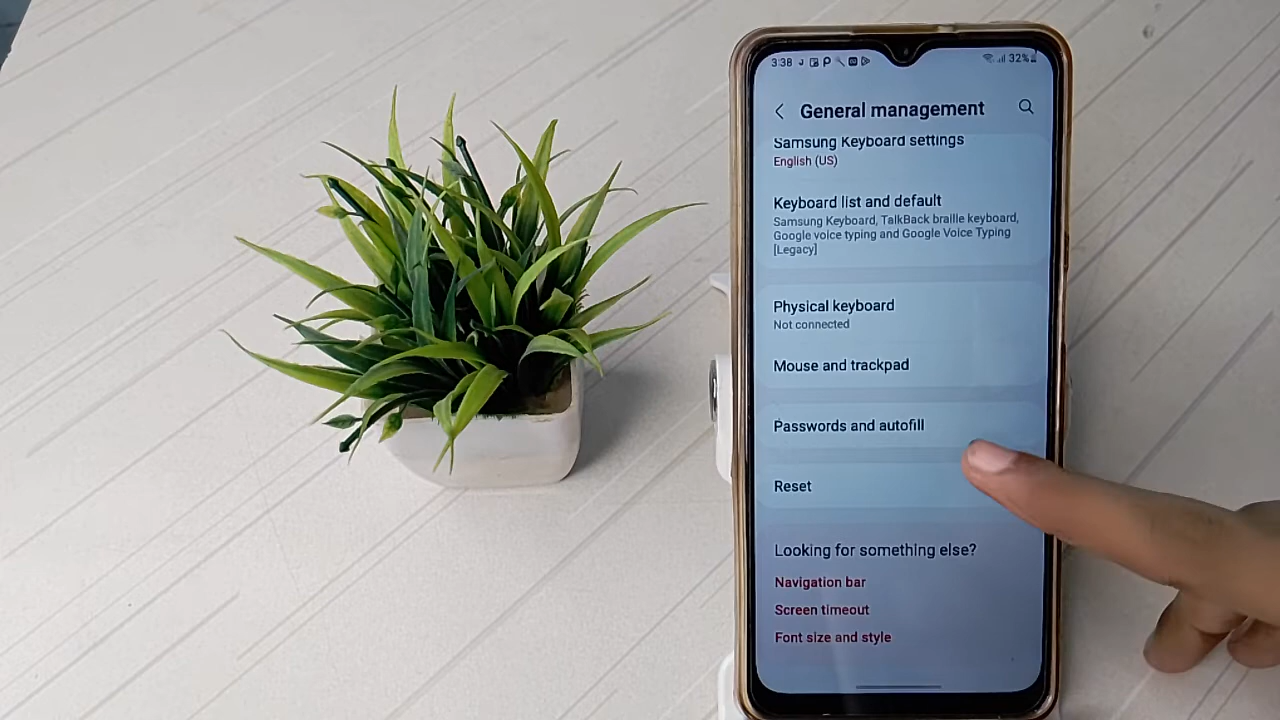 3:38
32%
General management
Samsung Keyboard settings
English (US)
Keyboard list and default
Samsung Keyboard, TalkBack braille keyboard,
Google voice typing and Google Voice Typing
[Legacy]
Physical keyboard
Not connected
Mouse and trackpad
Passwords and autofill
Reset
Looking for something else?
Navigation bar
Screen timeout
Font size and style